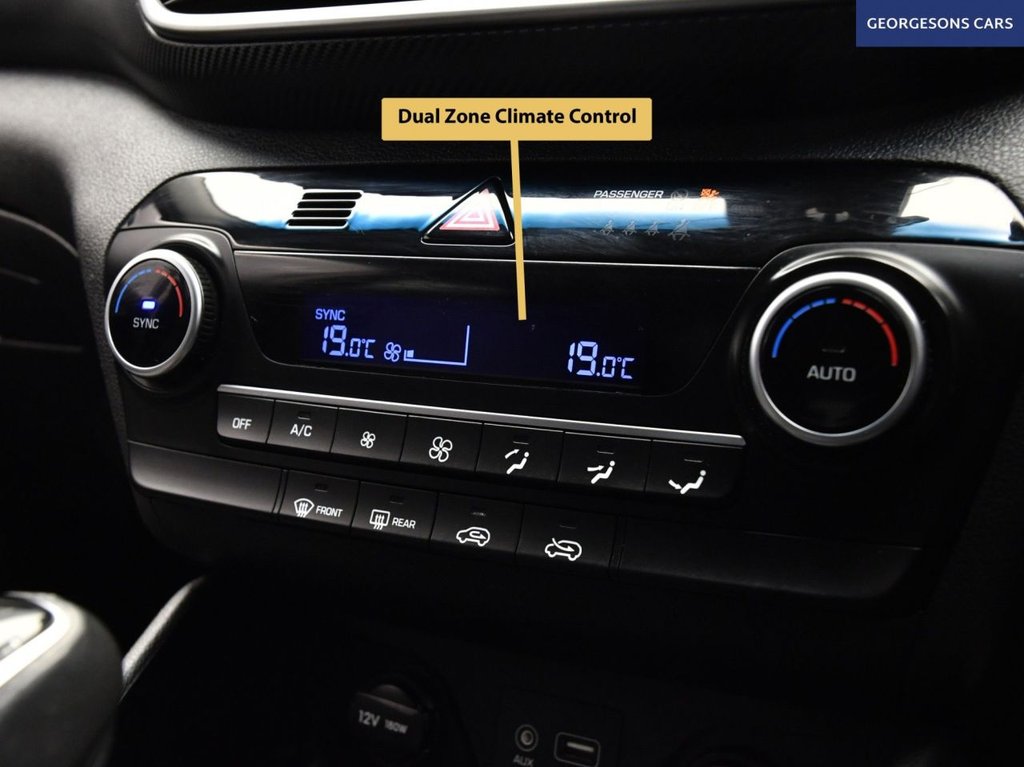 GEORGESONS CARS
Dual Zone Climate Control
PASSENGER
SYNC
19.0°C
19.0°C
SYNC
AUTO
OFF
A/C
FRONT
REAR
12V 180W
AUX